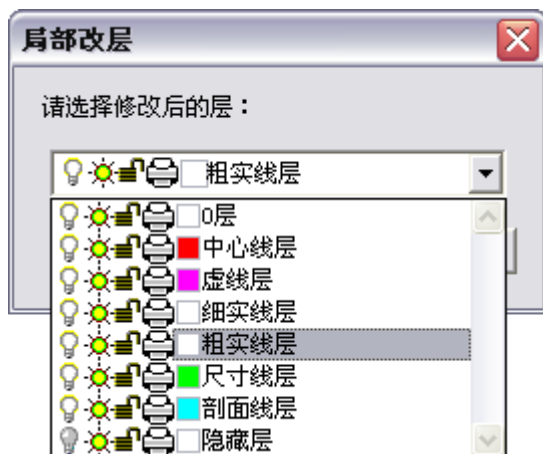 局部改层
请选择修改后的层：
粗实线层
0层
中心线层
虚线层
细实线层
粗实线层
尺寸线层
剖面线层
隐藏层